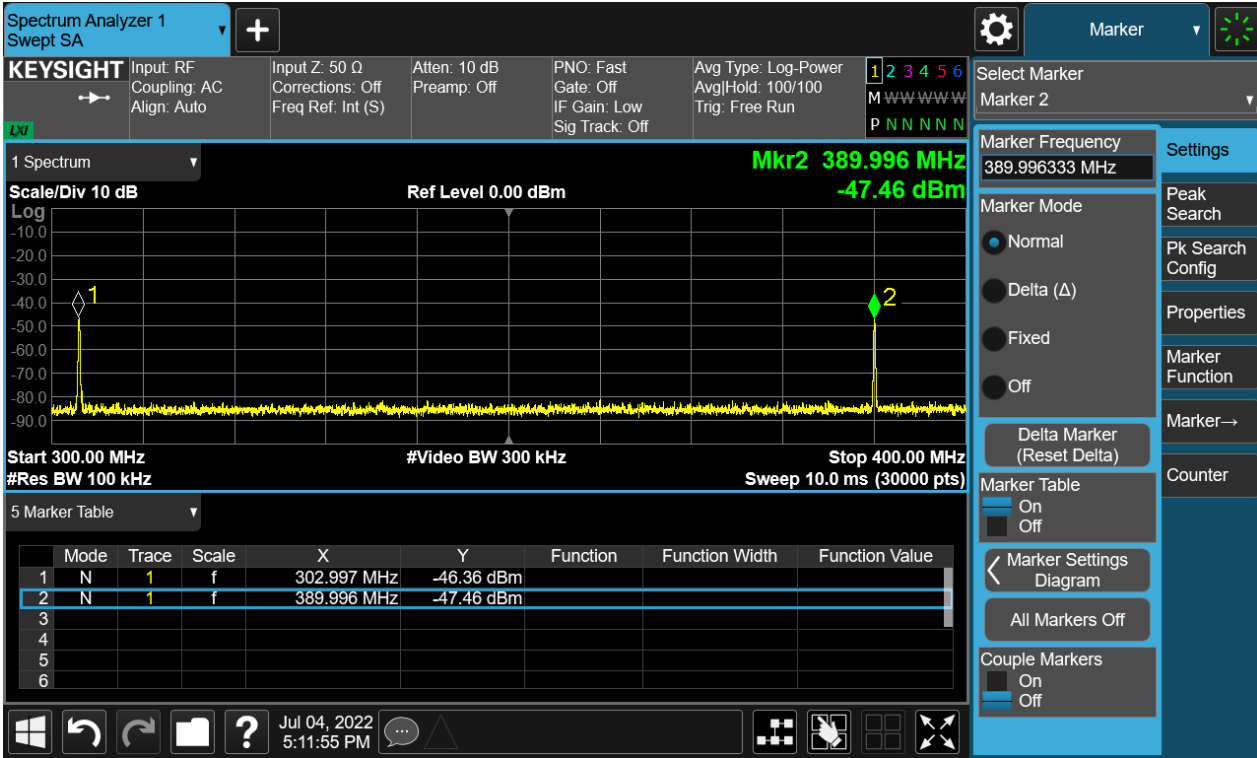 Spectrum Analyzer 1
Swept SA
Marker
KEYSIGHT
LXI
Input: RF
Coupling: AC
Align: Auto
Input Z: 50 Ω
Corrections: Off
Freq Ref: Int (S)
Atten: 10 dB
Preamp: Off
PNO: Fast
Gate: Off
IF Gain: Low
Sig Track: Off
Avg Type: Log-Power
Avg|Hold: 100/100
Trig: Free Run
1 2 3 4 5 6
M W W W W W
P N N N N N
1 Spectrum
Mkr2 389.996 MHz
-47.46 dBm
Scale/Div 10 dB
Ref Level 0.00 dBm
Log
-10.0
-20.0
-30.0
-40.0
-50.0
-60.0
-70.0
-80.0
-90.0
1
2
Start 300.00 MHz
#Video BW 300 kHz
Stop 400.00 MHz
#Res BW 100 kHz
Sweep 10.0 ms (30000 pts)
5 Marker Table
Mode Trace Scale X Y Function Function Width Function Value
1 N 1 f 302.997 MHz -46.36 dBm
2 N 1 f 389.996 MHz -47.46 dBm
3
4
5
6
?
Jul 04, 2022
5:11:55 PM
Select Marker
Marker 2
Marker Frequency
389.996333 MHz
Marker Mode
Normal
Delta (Δ)
Fixed
Off
Delta Marker
(Reset Delta)
Marker Table
On
Off
Marker Settings
Diagram
All Markers Off
Couple Markers
On
Off
Settings
Peak
Search
Pk Search
Config
Properties
Marker
Function
Marker→
Counter